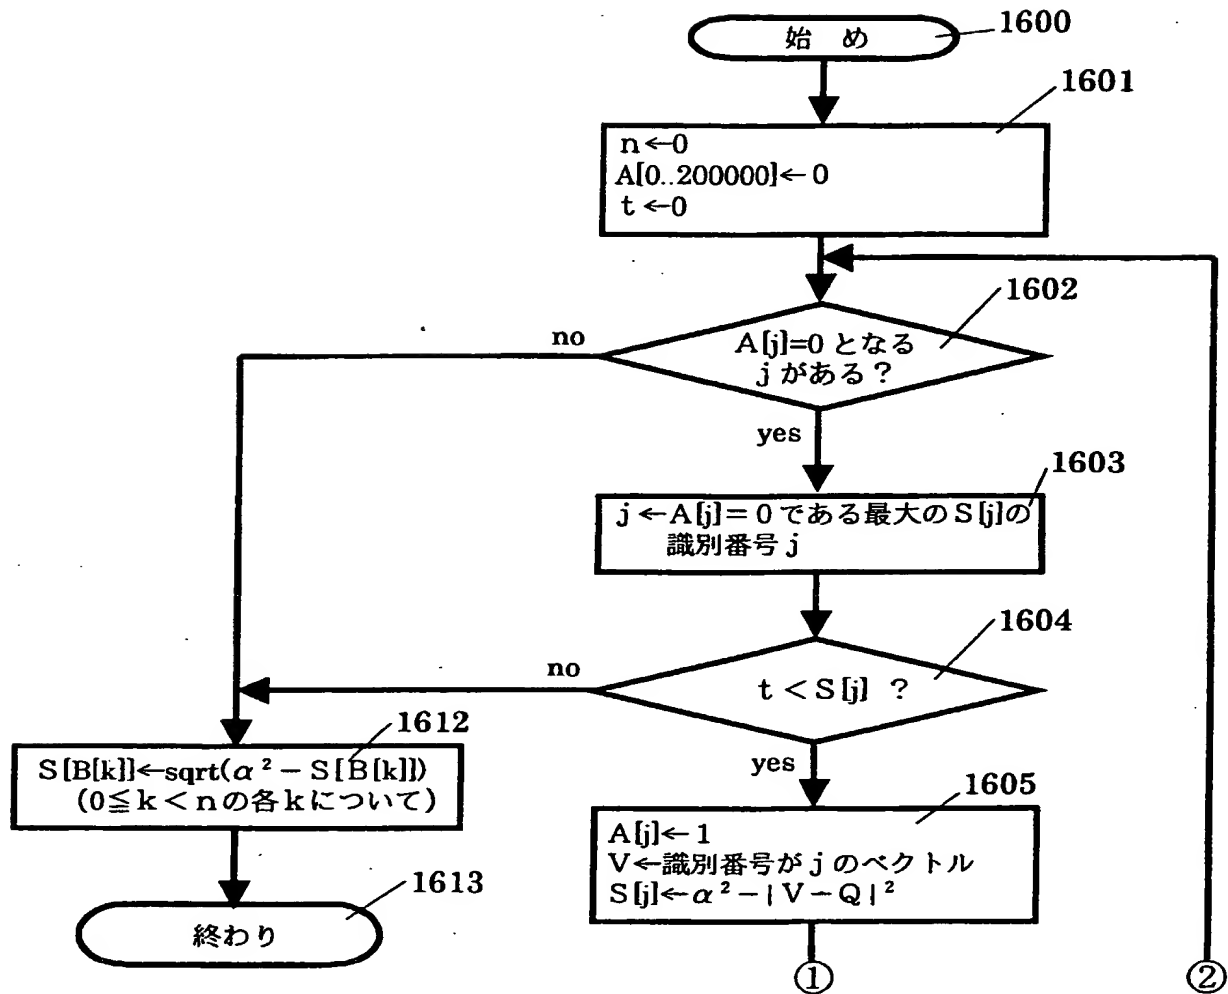 1600
始 め
1601
n←0
A[0..200000]←0
t←0
1602
no
A[j]=0 となる
j がある？
yes
1603
j←A[j]=0である最大のS[j]の
識別番号 j
1604
no
t<S[j] ？
1612
yes
S[B[k]]←sqrt(α²−S[B[k]])
(0≦k<nの各kについて)
1605
A[j]←1
V←識別番号が j のベクトル
S[j]←α²−|V−Q|²
1613
終わり
①
②